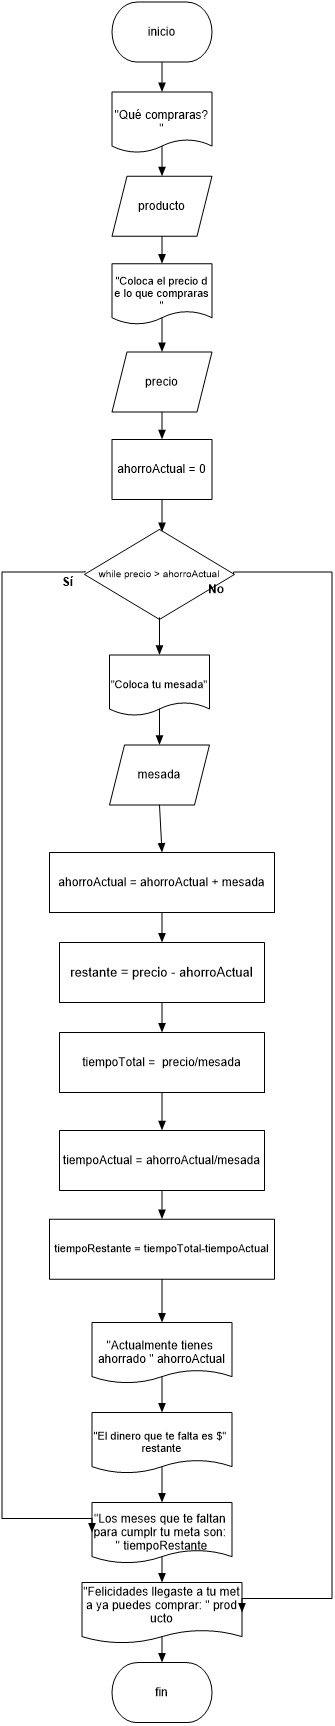 inicio
"Qué compraras?
"
producto
"Coloca el precio d
e lo que compraras
"
precio
ahorroActual = 0
while precio > ahorroActual
Sí
No
"Coloca tu mesada"
mesada
ahorroActual = ahorroActual + mesada
restante = precio - ahorroActual
tiempoTotal = precio/mesada
tiempoActual = ahorroActual/mesada
tiempoRestante = tiempoTotal-tiempoActual
"Actualmente tienes
ahorrado " ahorroActual
"El dinero que te falta es $"
restante
"Los meses que te faltan
para cumplr tu meta son:
" tiempoRestante
"Felicidades llegaste a tu met
a ya puedes comprar: " prod
ucto
fin